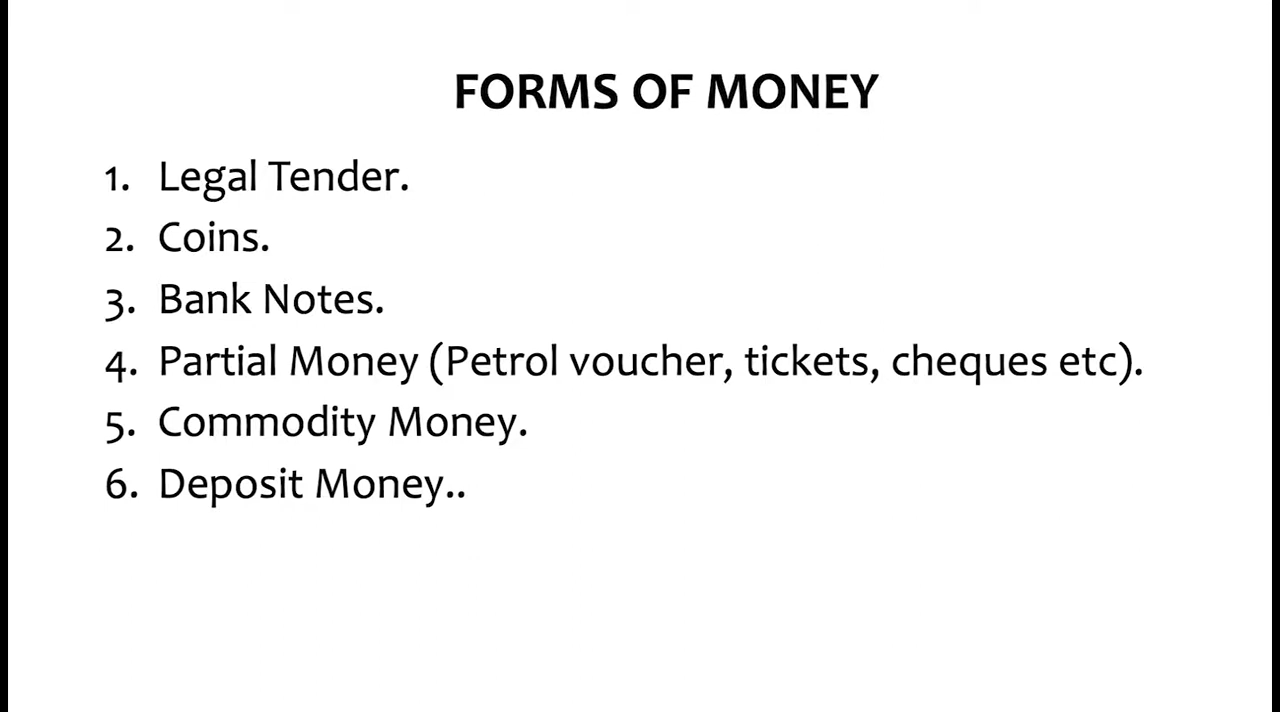 FORMS OF MONEY
1. Legal Tender.
2. Coins.
3. Bank Notes.
4. Partial Money (Petrol voucher, tickets, cheques etc).
5. Commodity Money.
6. Deposit Money..